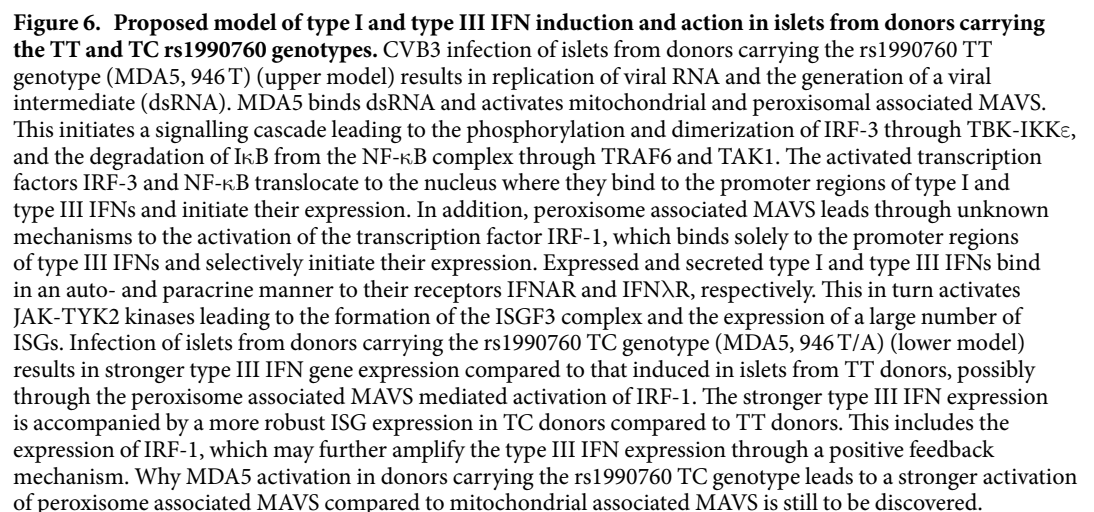 Figure 6. Proposed model of type I and type III IFN induction and action in islets from donors carrying
the TT and TC rs1990760 genotypes. CVB3 infection of islets from donors carrying the rs1990760 TT
genotype (MDA5, 946 T) (upper model) results in replication of viral RNA and the generation of a viral
intermediate (dsRNA). MDA5 binds dsRNA and activates mitochondrial and peroxisomal associated MAVS.
This initiates a signalling cascade leading to the phosphorylation and dimerization of IRF-3 through TBK-IKKε,
and the degradation of IκB from the NF-κB complex through TRAF6 and TAK1. The activated transcription
factors IRF-3 and NF-κB translocate to the nucleus where they bind to the promoter regions of type I and
type III IFNs and initiate their expression. In addition, peroxisome associated MAVS leads through unknown
mechanisms to the activation of the transcription factor IRF-1, which binds solely to the promoter regions
of type III IFNs and selectively initiate their expression. Expressed and secreted type I and type III IFNs bind
in an auto- and paracrine manner to their receptors IFNAR and IFNλR, respectively. This in turn activates
JAK-TYK2 kinases leading to the formation of the ISGF3 complex and the expression of a large number of
ISGs. Infection of islets from donors carrying the rs1990760 TC genotype (MDA5, 946 T/A) (lower model)
results in stronger type III IFN gene expression compared to that induced in islets from TT donors, possibly
through the peroxisome associated MAVS mediated activation of IRF-1. The stronger type III IFN expression
is accompanied by a more robust ISG expression in TC donors compared to TT donors. This includes the
expression of IRF-1, which may further amplify the type III IFN expression through a positive feedback
mechanism. Why MDA5 activation in donors carrying the rs1990760 TC genotype leads to a stronger activation
of peroxisome associated MAVS compared to mitochondrial associated MAVS is still to be discovered.